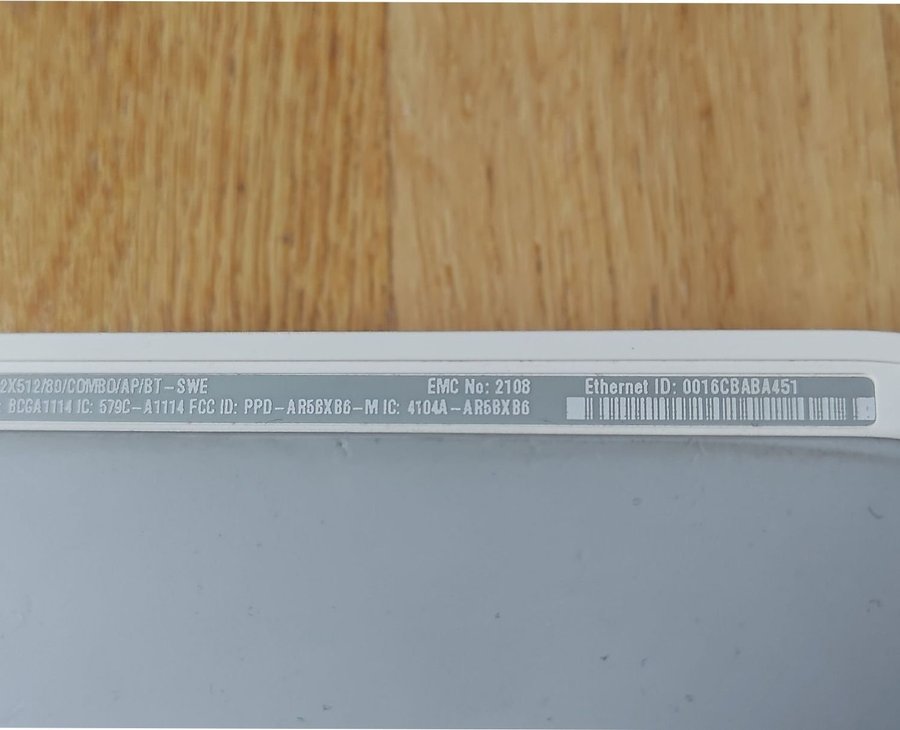 2X512/80/COMBO/AP/BT-SWE EMC No: 2108 Ethernet ID: 0016CBABA451
: BCGA1114 IC: 579C-A1114 FCC ID: PPD-AR5BXB6-M IC: 4104A-AR5BXB6